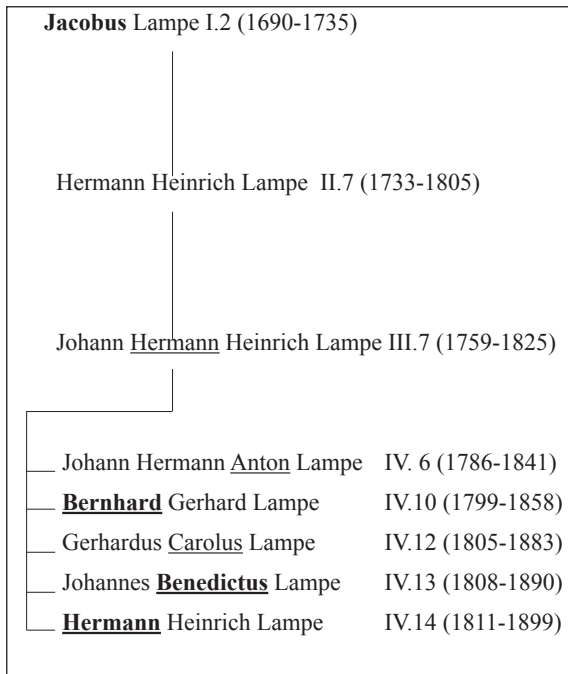 Jacobus Lampe I.2 (1690-1735)
Hermann Heinrich Lampe II.7 (1733-1805)
Johann Hermann Heinrich Lampe III.7 (1759-1825)
Johann Hermann Anton Lampe IV. 6 (1786-1841)
Bernhard Gerhard Lampe IV.10 (1799-1858)
Gerhardus Carolus Lampe IV.12 (1805-1883)
Johannes Benedictus Lampe IV.13 (1808-1890)
Hermann Heinrich Lampe IV.14 (1811-1899)